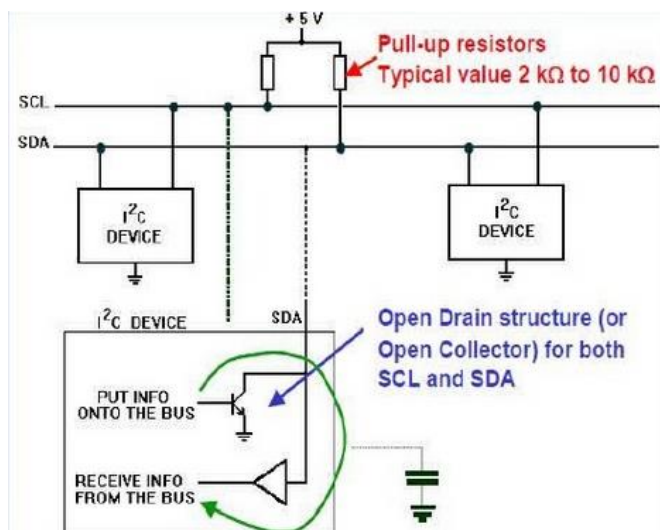 + 5 V
Pull-up resistors
Typical value 2 kΩ to 10 kΩ
SCL
SDA
I²C
DEVICE
I²C
DEVICE
I²C DEVICE
SDA
Open Drain structure (or
Open Collector) for both
SCL and SDA
PUT INFO
ONTO THE BUS
RECEIVE INFO
FROM THE BUS